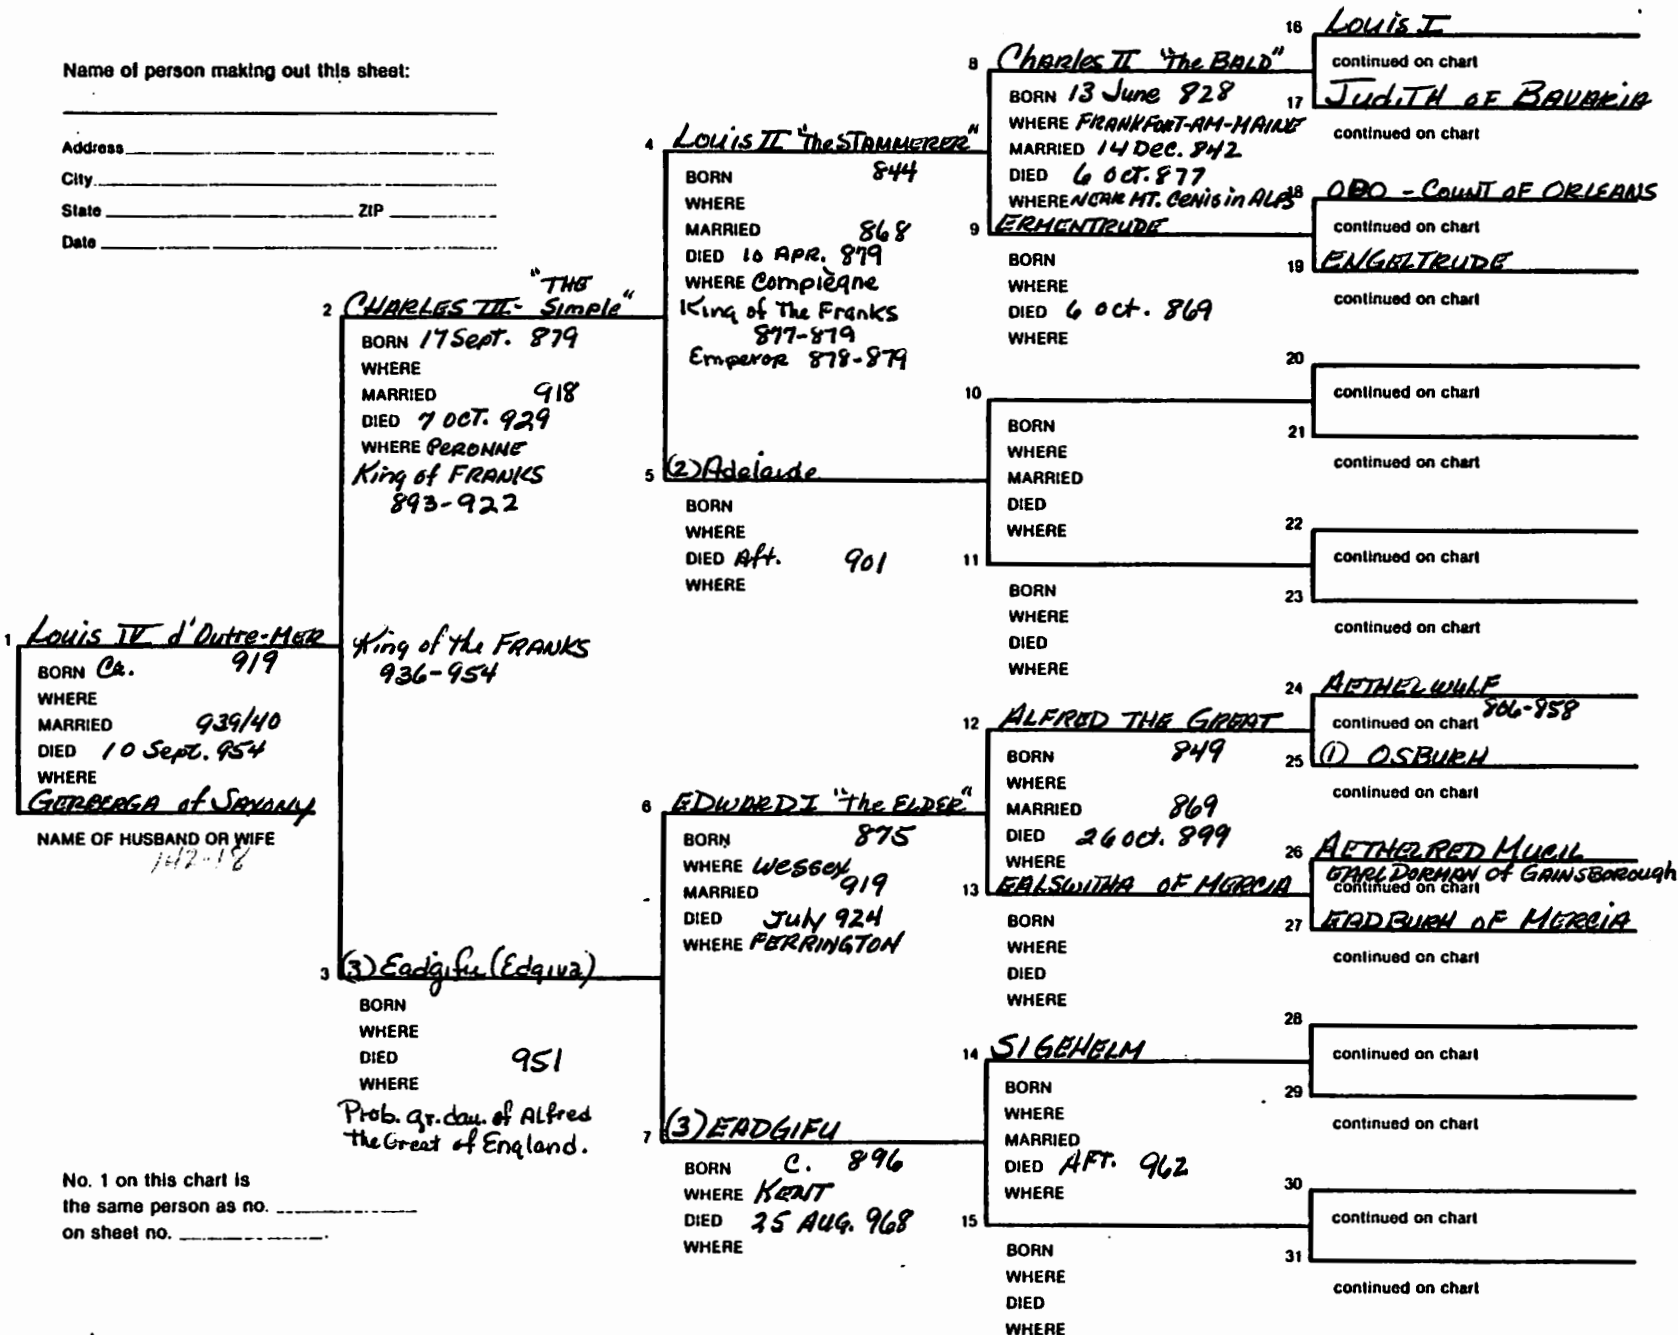 Name of person making out this sheet:
Address
City
State ZIP
Date
1 Louis IV d'Outre-Mer
BORN Ca. 919
WHERE
MARRIED 939/40
DIED 10 Sept. 954
WHERE
GERBERGA of SAXONY
NAME OF HUSBAND OR WIFE
King of the FRANKS
936-954
No. 1 on this chart is
the same person as no.
on sheet no.
2 CHARLES III - "THE Simple"
BORN 17 Sept. 879
WHERE
MARRIED 918
DIED 7 OCT. 929
WHERE PERONNE
King of FRANKS
893-922
3 (3) Eadgifu (Edgiva)
BORN
WHERE
DIED 951
WHERE
Prob. gr. dau. of Alfred
the Great of England.
4 Louis II "The STAMMERER"
BORN 844
WHERE
MARRIED 868
DIED 10 APR. 879
WHERE Compiègne
King of The Franks
877-879
Emperor 878-879
5 (2) Adelaide
BORN
WHERE
DIED Aft. 901
WHERE
6 EDWARD I "the ELDER"
BORN 875
WHERE Wessex
MARRIED 919
DIED July 924
WHERE FERRINGTON
7 (3) EADGIFU
BORN C. 896
WHERE KENT
DIED 25 AUG. 968
WHERE
8 Charles II "the BALD"
BORN 13 June 828
WHERE FRANKFORT-AM-MAINE
MARRIED 14 Dec. 842
DIED 6 Oct. 877
WHERE NEAR MT. CENIS in ALPS
9 ERMENTRUDE
BORN
WHERE
DIED 6 Oct. 869
WHERE
10
BORN
WHERE
MARRIED
DIED
WHERE
11
BORN
WHERE
DIED
WHERE
12 ALFRED THE GREAT
BORN 849
WHERE
MARRIED 869
DIED 26 Oct. 899
WHERE
13 EALSWITHA OF MERCIA
BORN
WHERE
DIED
WHERE
14 SIGEHELM
BORN
WHERE
MARRIED
DIED AFT. 962
WHERE
15
BORN
WHERE
DIED
WHERE
16 Louis I
continued on chart
17 JudiTH OF BAVARIA
continued on chart
18 ODO - COUNT OF ORLEANS
continued on chart
19 ENGELTRUDE
continued on chart
20
continued on chart
21
continued on chart
22
continued on chart
23
continued on chart
24 AETHELWULF
continued on chart 806-858
25 (1) OSBURH
continued on chart
26 AETHELRED MUCIL
EARLDORMAN of GAINSBOROUGH
continued on chart
27 EADBURH OF MERCIA
continued on chart
28
continued on chart
29
continued on chart
30
continued on chart
31
continued on chart